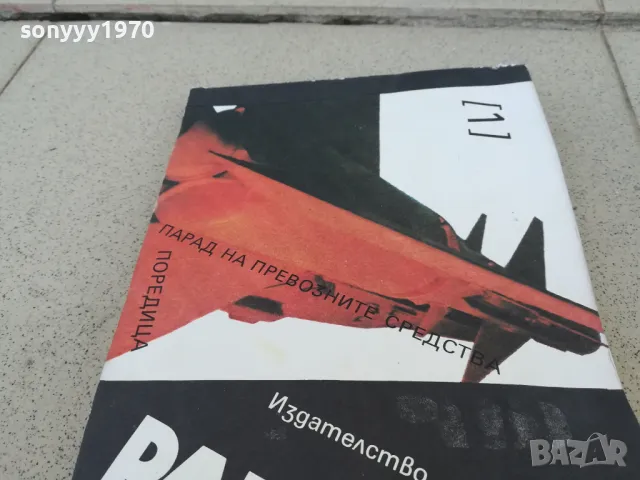 sonyyy1970
[1]
ПОРЕДИЦА
ПАРАД НА ПРЕВОЗНИТЕ СРЕДСТВА
Издателство
BAZAR